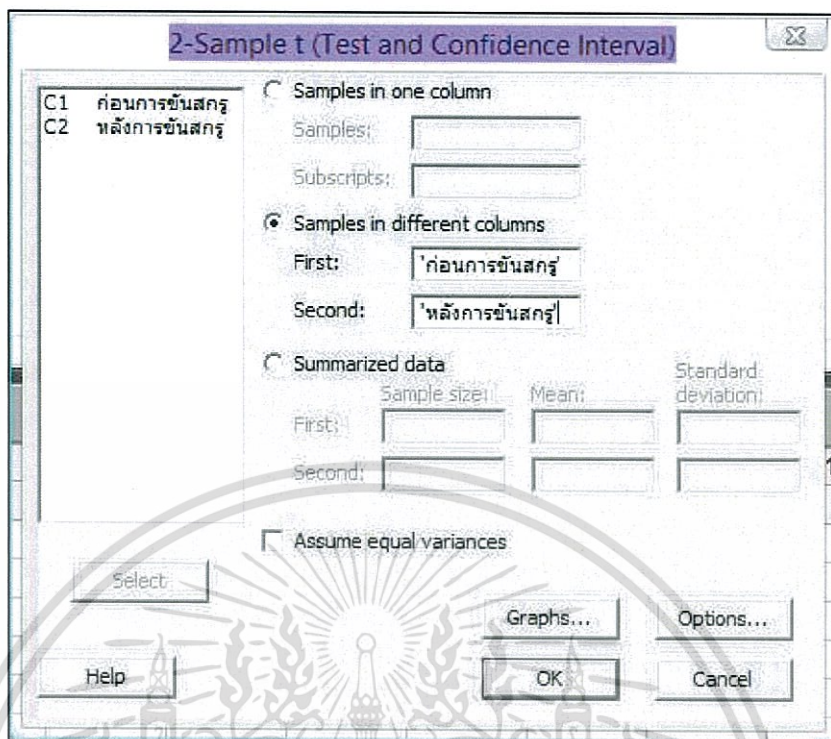 2-Sample t (Test and Confidence Interval)
C1 ก่อนการขันสกรู
C2 หลังการขันสกรู
Samples in one column
Samples:
Subscripts:
Samples in different columns
First: 'ก่อนการขันสกรู'
Second: 'หลังการขันสกรู'
Summarized data
Sample size: Mean: Standard deviation:
First:
Second:
Assume equal variances
Select
Graphs... Options...
Help OK Cancel